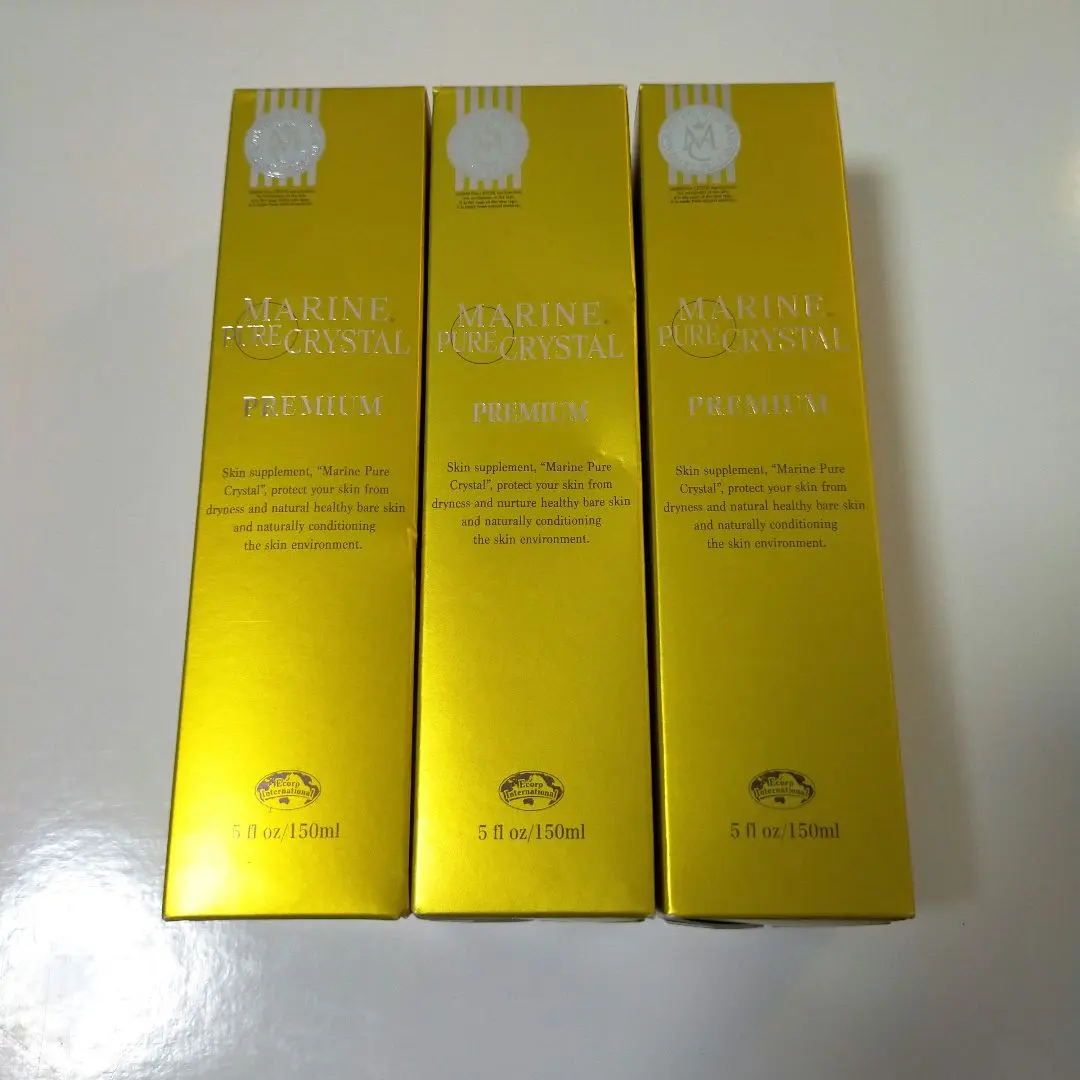 MARINE
PURE CRYSTAL
PREMIUM
Skin supplement, “Marine Pure
Crystal”, protect your skin from
dryness and natural healthy bare skin
and naturally conditioning
the skin environment.
Ecorp
International
5 fl oz/150ml
MARINE
PURE CRYSTAL
PREMIUM
Skin supplement, “Marine Pure
Crystal”, protect your skin from
dryness and nurture healthy bare skin
and naturally conditioning
the skin environment.
Ecorp
International
5 fl oz/150ml
MC
MARINE
PURE CRYSTAL
PREMIUM
Skin supplement, “Marine Pure
Crystal”, protect your skin from
dryness and natural healthy bare skin
and naturally conditioning
the skin environment.
Ecorp
International
5 fl oz/150ml